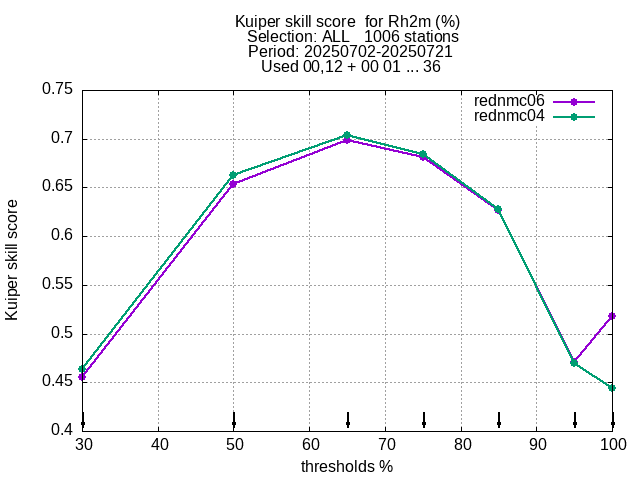 Kuiper skill score  for Rh2m (%)
Selection: ALL   1006 stations
Period: 20250702-20250721
Used 00,12 + 00 01 ... 36
rednmc06
rednmc04
Kuiper skill score
0.75
0.7
0.65
0.6
0.55
0.5
0.45
0.4
30 40 50 60 70 80 90 100
thresholds %